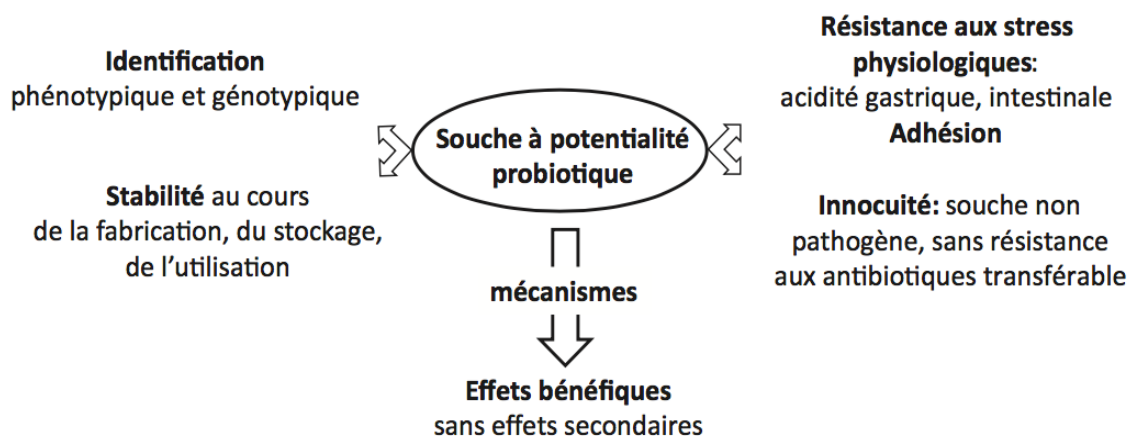 Identification
phénotypique et génotypique
Résistance aux stress
physiologiques:
acidité gastrique, intestinale
Adhésion
Souche à potentialité
probiotique
Stabilité au cours
de la fabrication, du stockage,
de l’utilisation
Innocuité: souche non
pathogène, sans résistance
aux antibiotiques transférable
mécanismes
Effets bénéfiques
sans effets secondaires